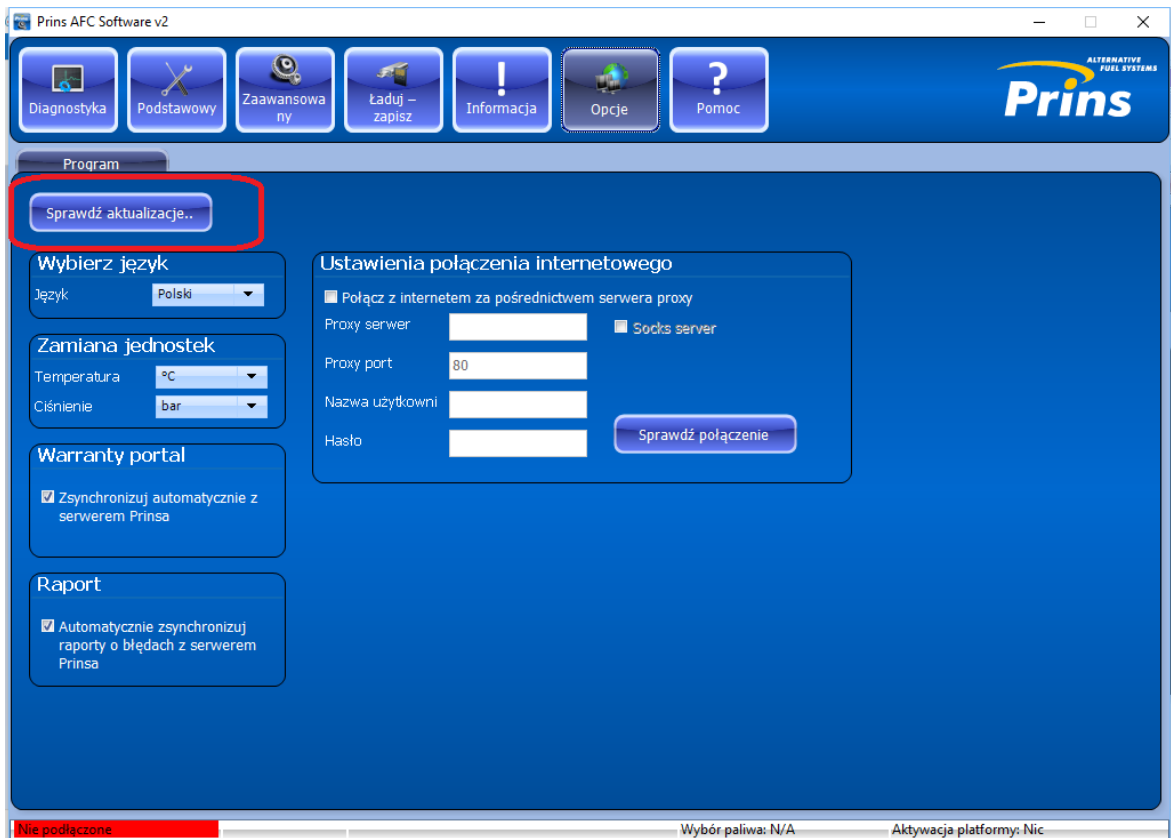 Prins AFC Software v2
Diagnostyka
Podstawowy
Zaawansowa
ny
Ładuj –
zapisz
Informacja
Opcje
Pomoc
ALTERNATIVE
FUEL SYSTEMS
Prins
Program
Sprawdź aktualizacje..
Wybierz język
Język
Polski
Zamiana jednostek
Temperatura
°C
Ciśnienie
bar
Warranty portal
Zsynchronizuj automatycznie z
serwerem Prinsa
Raport
Automatycznie zsynchronizuj
raporty o błędach z serwerem
Prinsa
Ustawienia połączenia internetowego
Połącz z internetem za pośrednictwem serwera proxy
Proxy serwer
Socks server
Proxy port
80
Nazwa użytkowni
Hasło
Sprawdź połączenie
Nie podłączone
Wybór paliwa: N/A
Aktywacja platformy: Nic